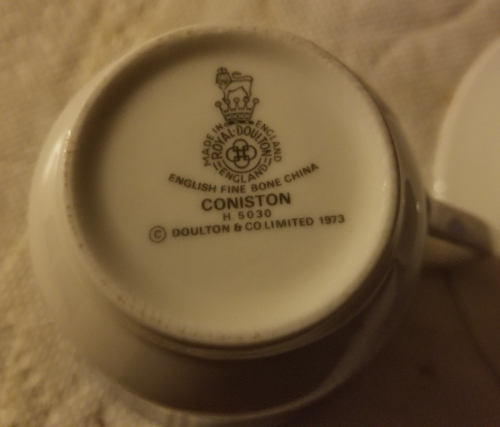 MADE IN ENGLAND
ROYAL DOULTON
ENGLAND
ENGLISH FINE BONE CHINA
CONISTON
H. 5030
© DOULTON & CO. LIMITED 1973